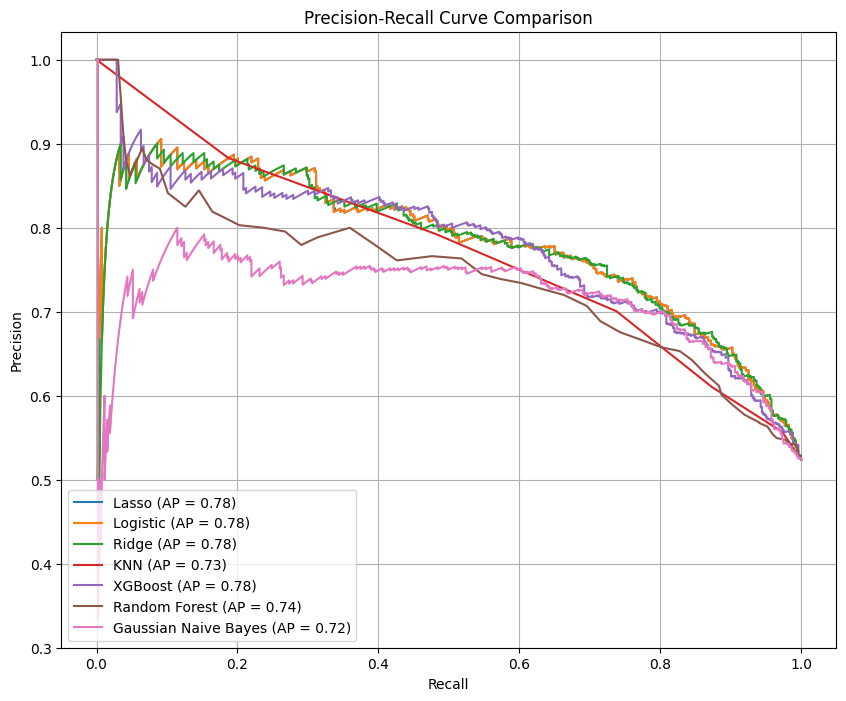 Precision-Recall Curve Comparison
Precision
1.0
0.9
0.8
0.7
0.6
0.5
0.4
0.3
Lasso (AP = 0.78)
Logistic (AP = 0.78)
Ridge (AP = 0.78)
KNN (AP = 0.73)
XGBoost (AP = 0.78)
Random Forest (AP = 0.74)
Gaussian Naive Bayes (AP = 0.72)
0.0 0.2 0.4 0.6 0.8 1.0
Recall